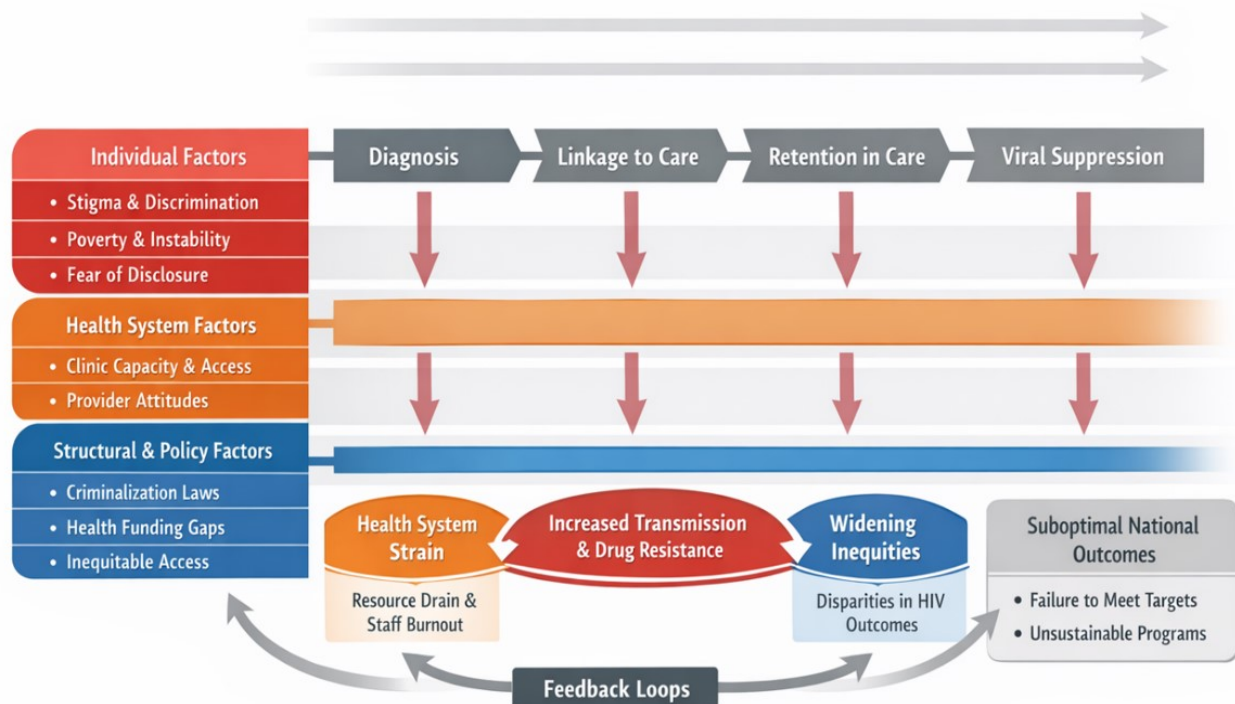 Individual Factors
• Stigma & Discrimination
• Poverty & Instability
• Fear of Disclosure
Health System Factors
• Clinic Capacity & Access
• Provider Attitudes
Structural & Policy Factors
• Criminalization Laws
• Health Funding Gaps
• Inequitable Access
Diagnosis
Linkage to Care
Retention in Care
Viral Suppression
Health System
Strain
Resource Drain &
Staff Burnout
Increased Transmission
& Drug Resistance
Widening
Inequities
Disparities in HIV
Outcomes
Suboptimal National
Outcomes
• Failure to Meet Targets
• Unsustainable Programs
Feedback Loops